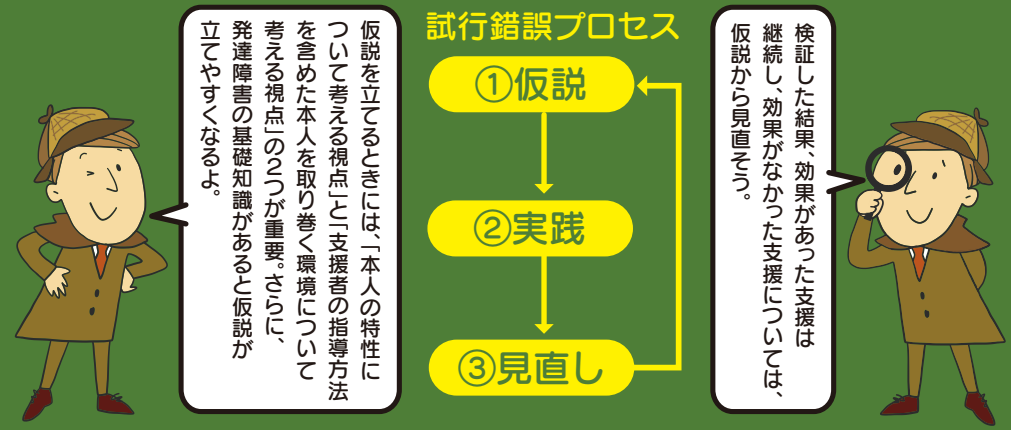 試行錯誤プロセス
①仮説
②実践
③見直し
検証した結果、効果があった支援は
継続し、効果がなかった支援については、
仮説から見直そう。
仮説を立てるときには、「本人の特性に
ついて考える視点」と「支援者の指導方法
を含めた本人を取り巻く環境について
考える視点」の2つが重要。さらに、
発達障害の基礎知識があると仮説が
立てやすくなるよ。